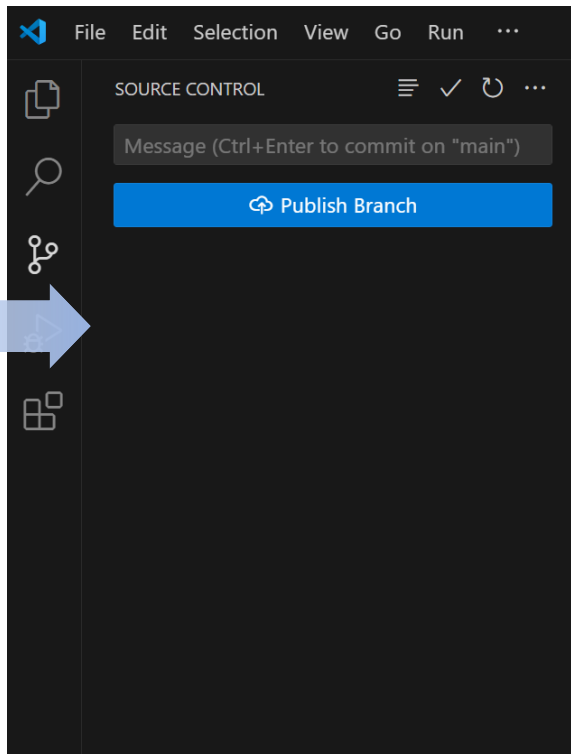 File Edit Selection View Go Run ···
SOURCE CONTROL
Message (Ctrl+Enter to commit on "main")
Publish Branch